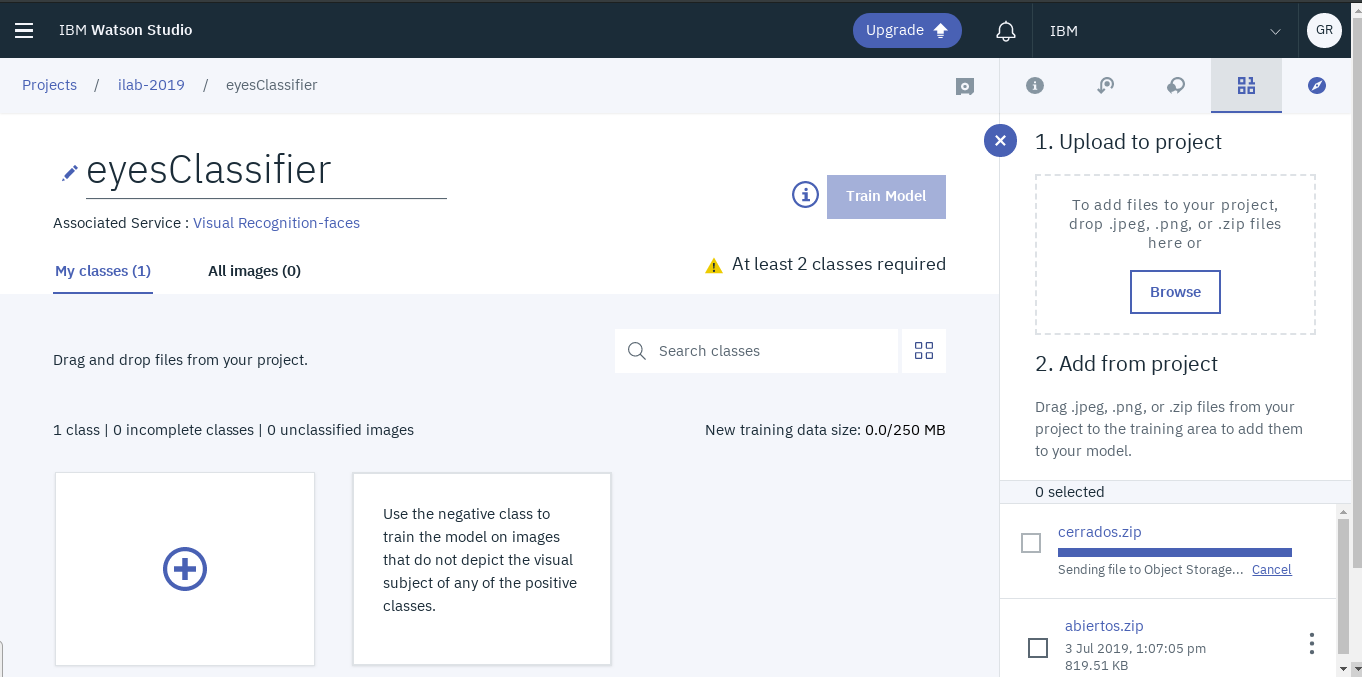 IBM Watson Studio
Upgrade
IBM
GR
Projects / ilab-2019 / eyesClassifier
eyesClassifier
Associated Service : Visual Recognition-faces
Train Model
My classes (1)
All images (0)
At least 2 classes required
Drag and drop files from your project.
Search classes
1 class | 0 incomplete classes | 0 unclassified images
New training data size: 0.0/250 MB
Use the negative class to
train the model on images
that do not depict the visual
subject of any of the positive
classes.
1. Upload to project
To add files to your project,
drop .jpeg, .png, or .zip files
here or
Browse
2. Add from project
Drag .jpeg, .png, or .zip files from your
project to the training area to add them
to your model.
0 selected
cerrados.zip
Sending file to Object Storage... Cancel
abiertos.zip
3 Jul 2019, 1:07:05 pm
819.51 KB